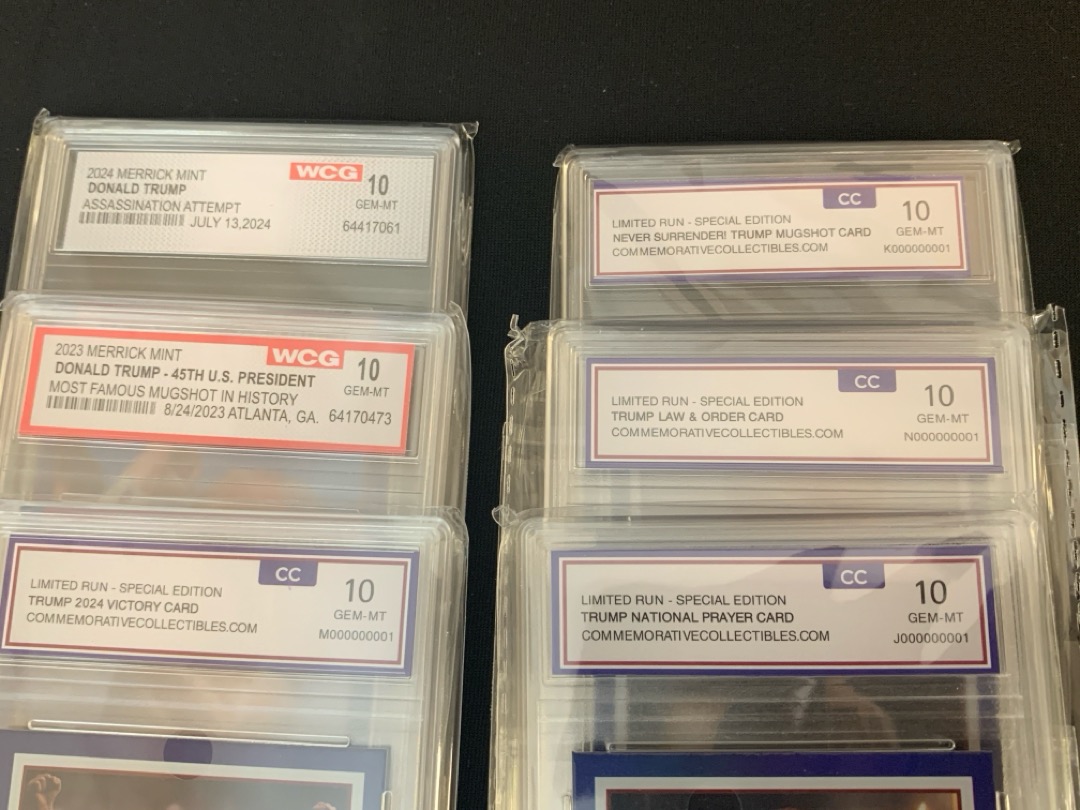 2024 MERRICK MINT WCG 10
DONALD TRUMP GEM-MT
ASSASSINATION ATTEMPT
JULY 13,2024 64417061
2023 MERRICK MINT WCG 10
DONALD TRUMP - 45TH U.S. PRESIDENT GEM-MT
MOST FAMOUS MUGSHOT IN HISTORY
8/24/2023 ATLANTA, GA. 64170473
CC 10
LIMITED RUN - SPECIAL EDITION
TRUMP 2024 VICTORY CARD GEM-MT
COMMEMORATIVECOLLECTIBLES.COM M000000001
CC 10
LIMITED RUN - SPECIAL EDITION
NEVER SURRENDER! TRUMP MUGSHOT CARD GEM-MT
COMMEMORATIVECOLLECTIBLES.COM K000000001
CC 10
LIMITED RUN - SPECIAL EDITION
TRUMP LAW & ORDER CARD GEM-MT
COMMEMORATIVECOLLECTIBLES.COM N000000001
CC 10
LIMITED RUN - SPECIAL EDITION
TRUMP NATIONAL PRAYER CARD GEM-MT
COMMEMORATIVECOLLECTIBLES.COM J000000001